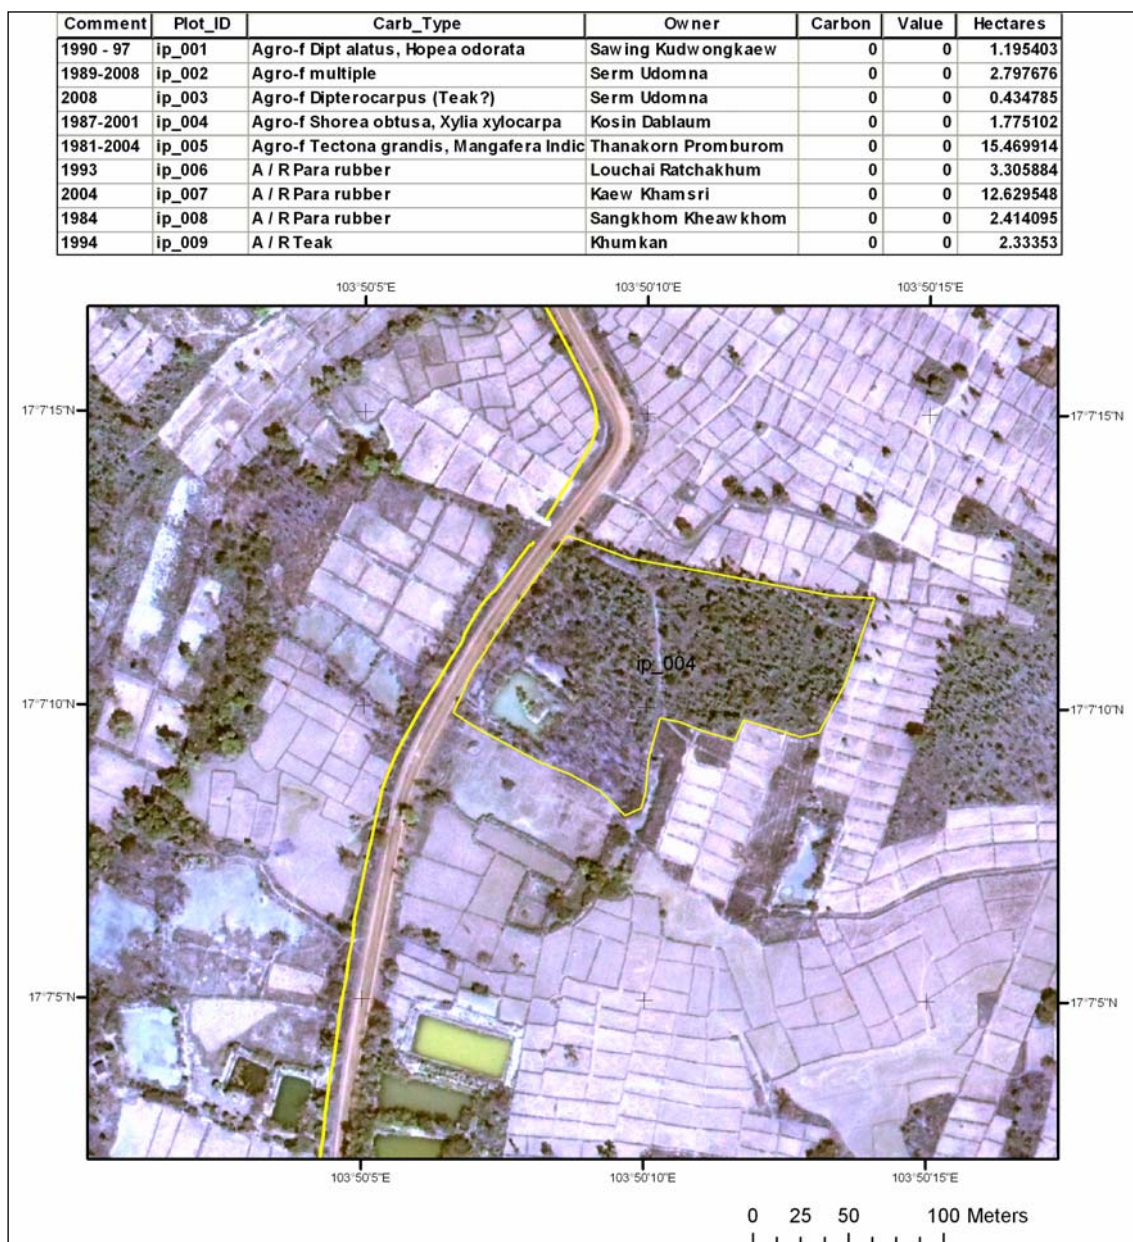 Comment Plot_ID Carb_Type Owner Carbon Value Hectares
1990 - 97 ip_001 Agro-f Dipt alatus, Hopea odorata Sawing Kudwongkaew 0 0 1.195403
1989-2008 ip_002 Agro-f multiple Serm Udomna 0 0 2.797676
2008 ip_003 Agro-f Dipterocarpus (Teak?) Serm Udomna 0 0 0.434785
1987-2001 ip_004 Agro-f Shorea obtusa, Xylia xylocarpa Kosin Dablaum 0 0 1.775102
1981-2004 ip_005 Agro-f Tectona grandis, Mangafera Indic Thanakorn Promburom 0 0 15.469914
1993 ip_006 A / R Para rubber Louchai Ratchakhum 0 0 3.305884
2004 ip_007 A / R Para rubber Kaew Khamsri 0 0 12.629548
1984 ip_008 A / R Para rubber Sangkhom Kheawkhom 0 0 2.414095
1994 ip_009 A / R Teak Khumkan 0 0 2.33353
103°50'5"E 103°50'10"E 103°50'15"E
17°7'15"N 17°7'15"N
ip_004
17°7'10"N 17°7'10"N
17°7'5"N 17°7'5"N
103°50'5"E 103°50'10"E 103°50'15"E
0 25 50 100 Meters